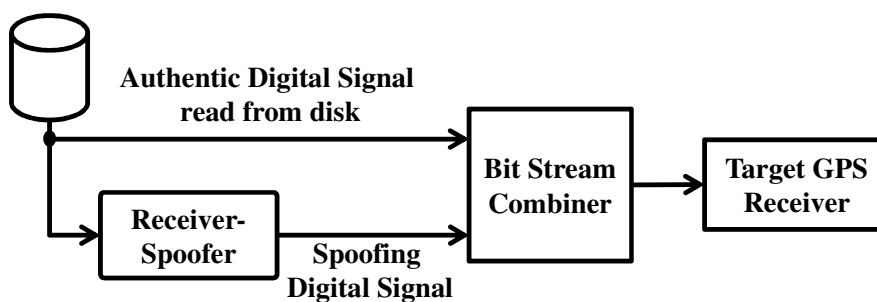 Authentic Digital Signal
read from disk
Bit Stream
Combiner
Target GPS
Receiver
Receiver-
Spoofer
Spoofing
Digital Signal